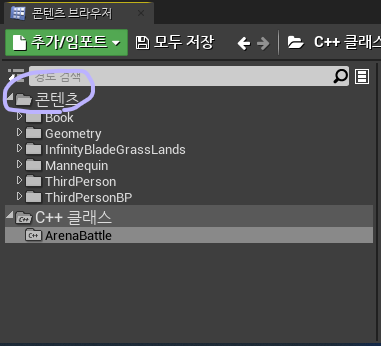 콘텐츠 브라우저
추가/임포트 모두 저장 C++ 클래스
경로 검색
콘텐츠
Book
Geometry
InfinityBladeGrassLands
Mannequin
ThirdPerson
ThirdPersonBP
C++ 클래스
ArenaBattle